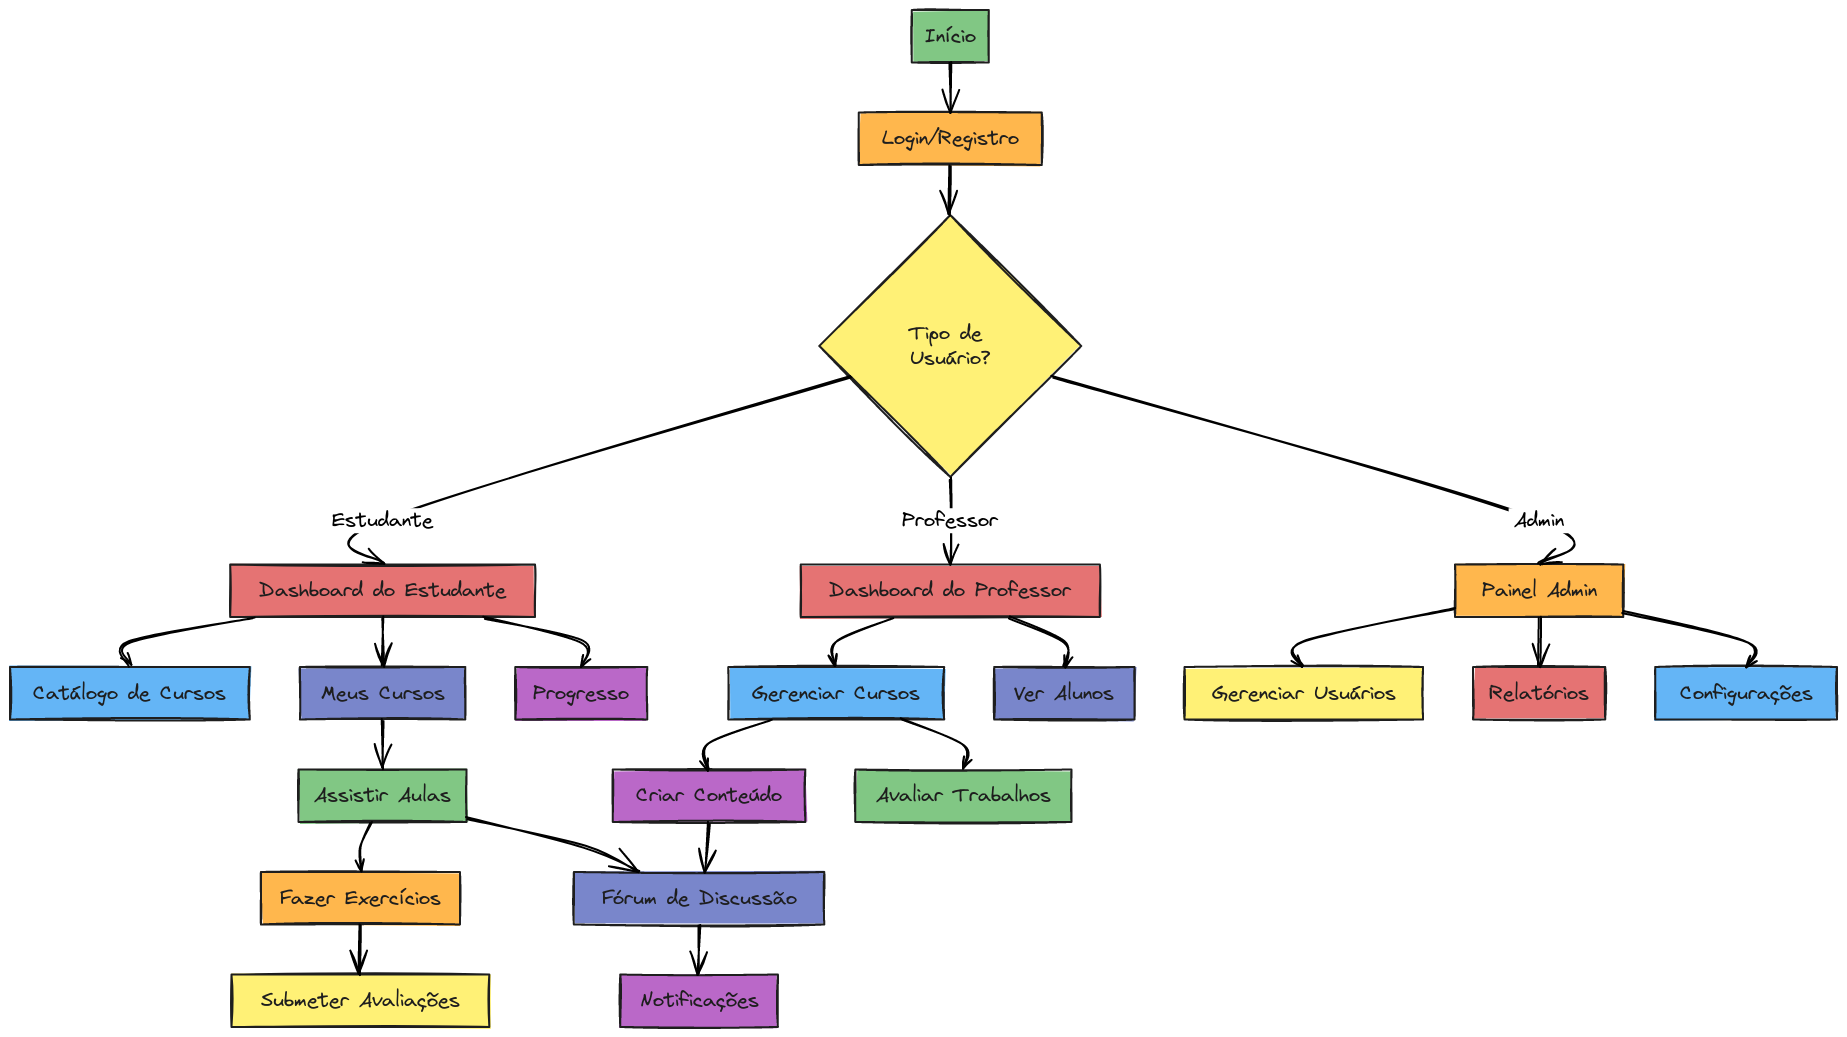 Início
Login/Registro
Tipo de
Usuário?
Estudante
Professor
Admin
Dashboard do Estudante
Dashboard do Professor
Painel Admin
Catálogo de Cursos
Meus Cursos
Progresso
Gerenciar Cursos
Ver Alunos
Gerenciar Usuários
Relatórios
Configurações
Assistir Aulas
Criar Conteúdo
Avaliar Trabalhos
Fazer Exercícios
Fórum de Discussão
Submeter Avaliações
Notificações